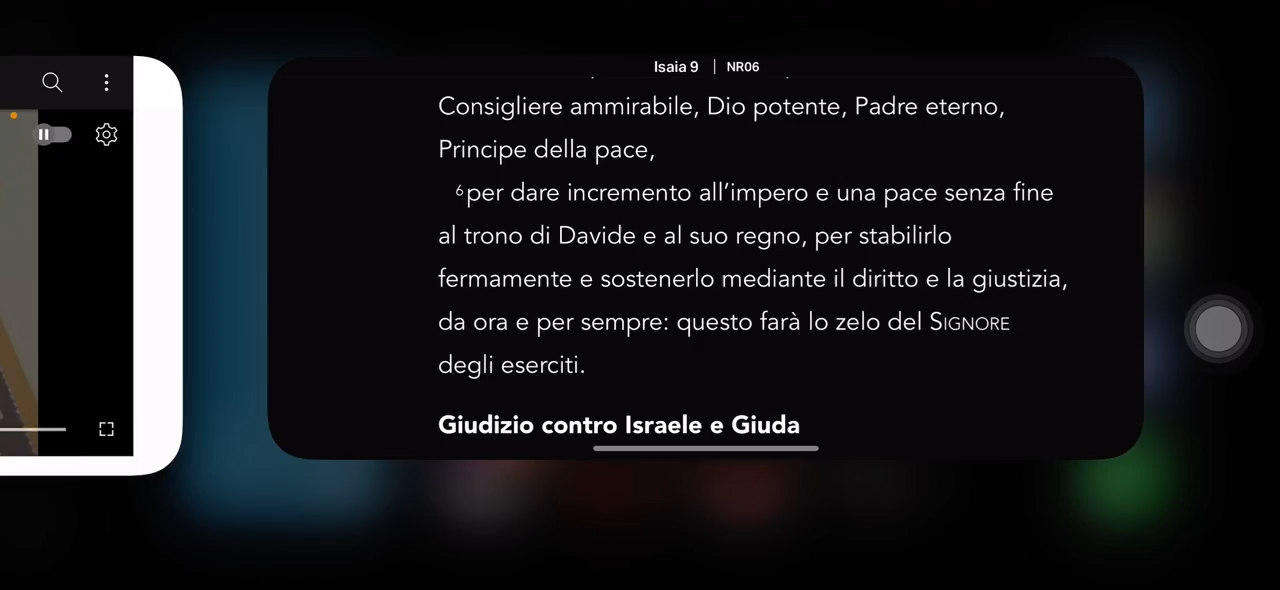 Isaia 9 | NR06
Consigliere ammirabile, Dio potente, Padre eterno,
Principe della pace,
6per dare incremento all’impero e una pace senza fine
al trono di Davide e al suo regno, per stabilirlo
fermamente e sostenerlo mediante il diritto e la giustizia,
da ora e per sempre: questo farà lo zelo del SIGNORE
degli eserciti.
Giudizio contro Israele e Giuda